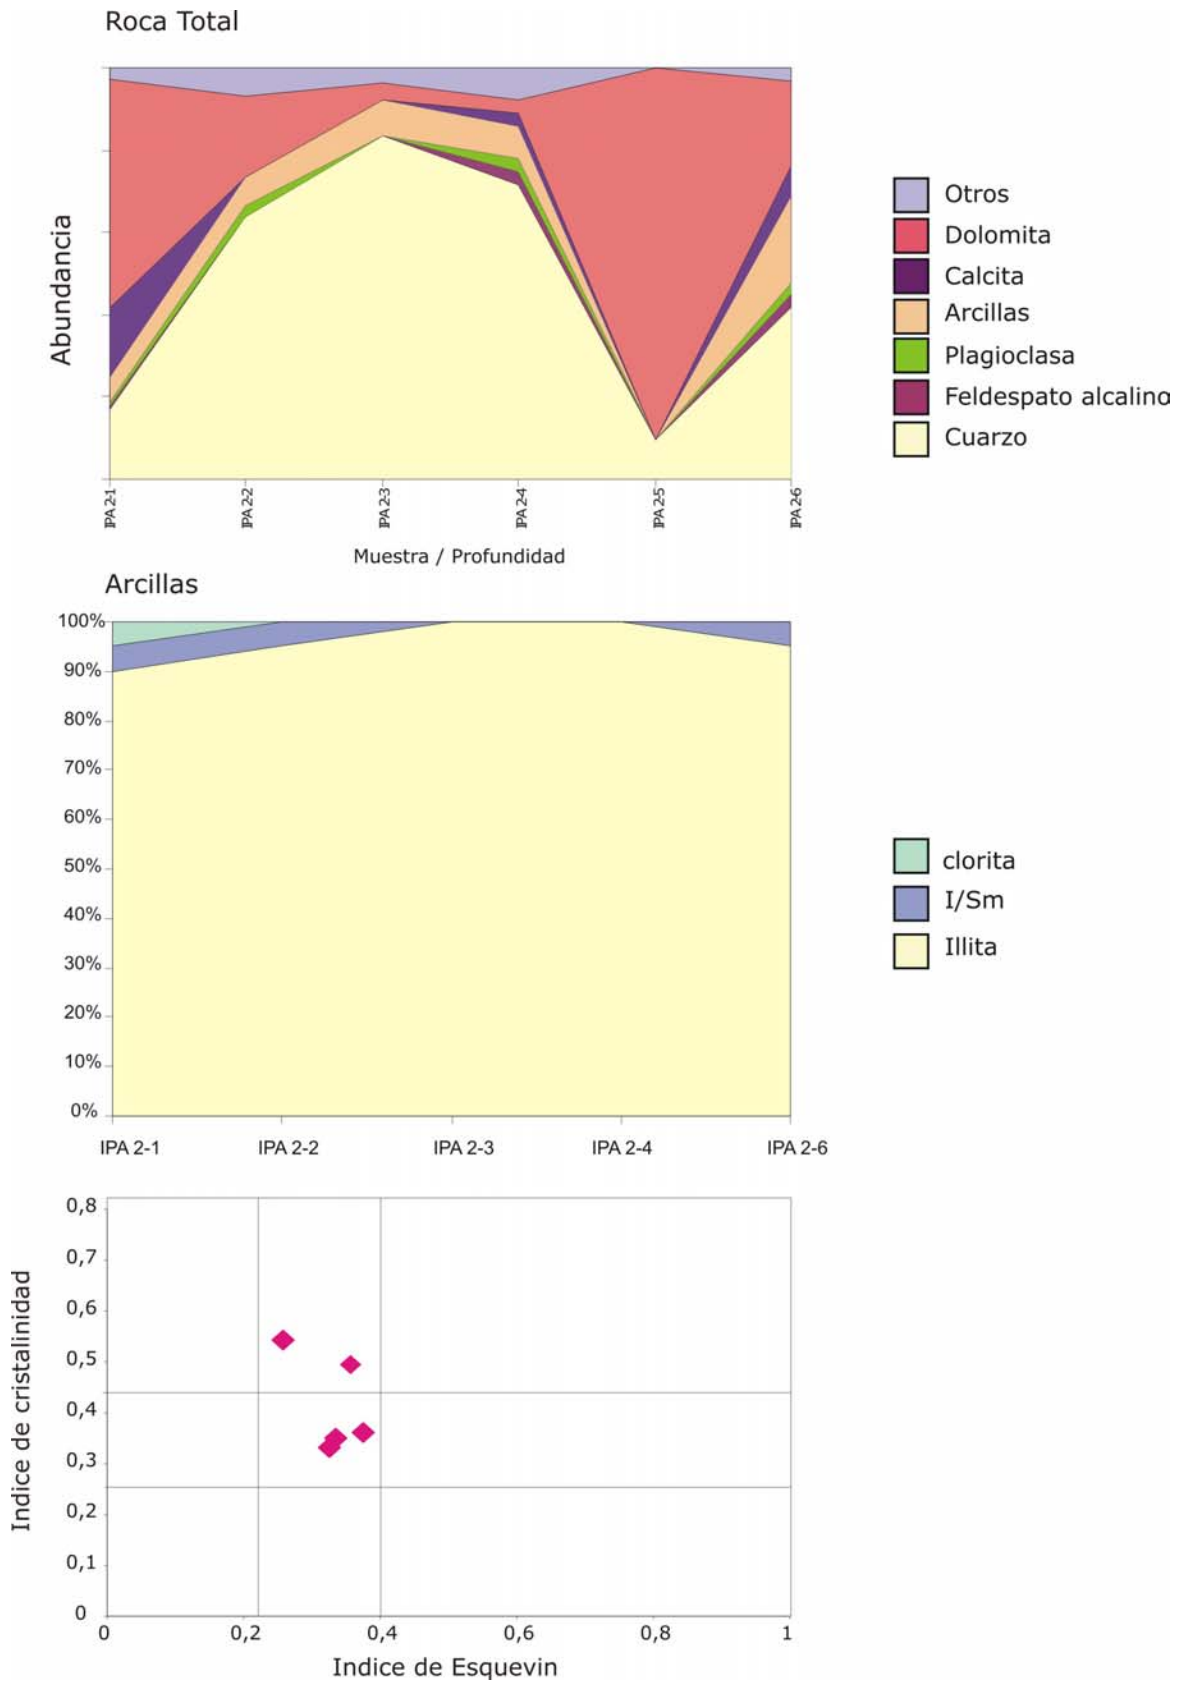 Roca Total
Abundancia
Otros
Dolomita
Calcita
Arcillas
Plagioclasa
Feldespato alcalino
Cuarzo
IPA 2-1
IPA 2-2
IPA 2-3
IPA 2-4
IPA 2-5
IPA 2-6
Muestra / Profundidad
Arcillas
100%
90%
80%
70%
60%
50%
40%
30%
20%
10%
0%
clorita
I/Sm
Illita
IPA 2-1 IPA 2-2 IPA 2-3 IPA 2-4 IPA 2-6
Indice de cristalinidad
0,8
0,7
0,6
0,5
0,4
0,3
0,2
0,1
0
0 0,2 0,4 0,6 0,8 1
Indice de Esquevin